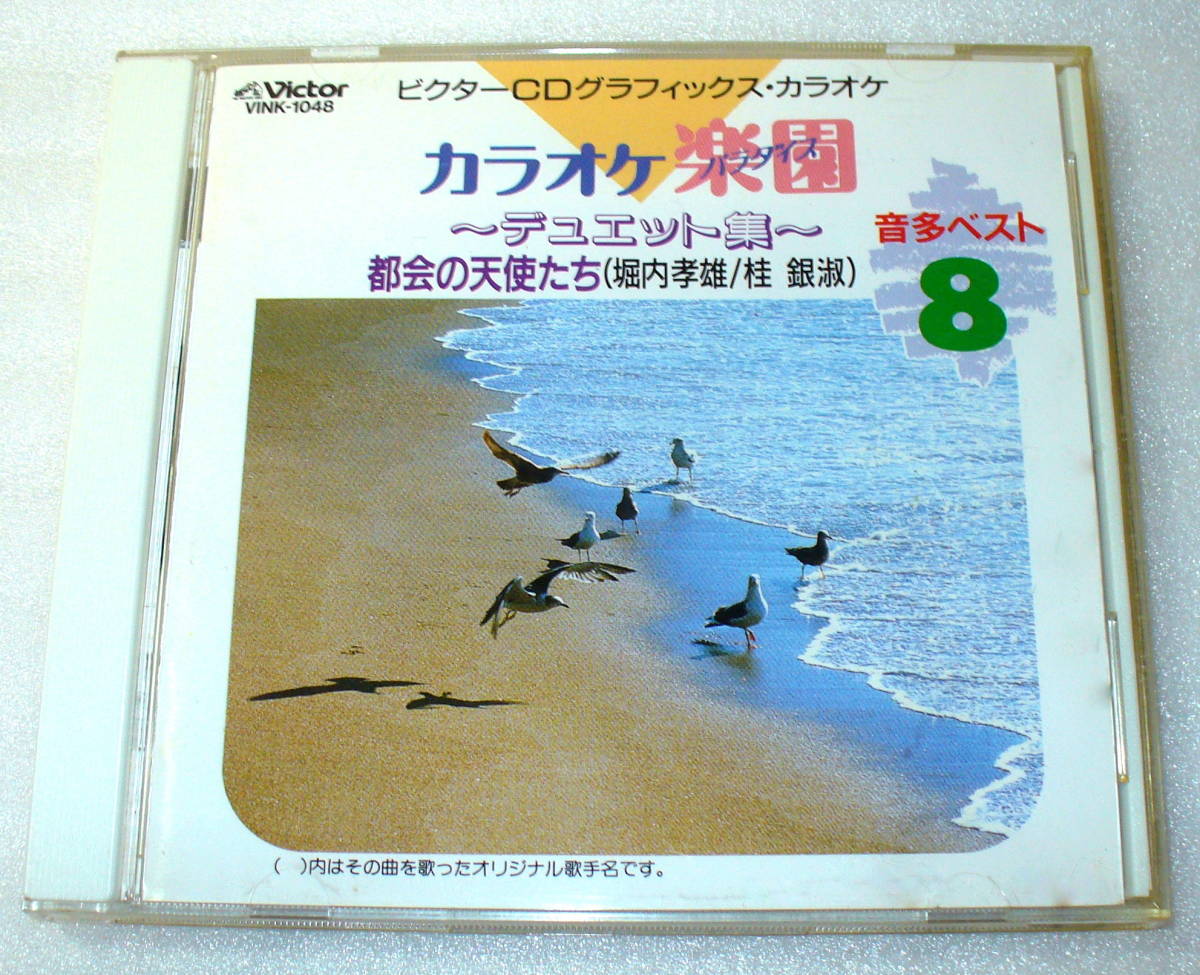 Victor
VINK-1048
ビクターCDグラフィックス・カラオケ
カラオケ楽園
パラダイス
～デュエット集～
都会の天使たち(堀内孝雄/桂 銀淑)
音多ベスト
8
(　)内はその曲を歌ったオリジナル歌手名です。